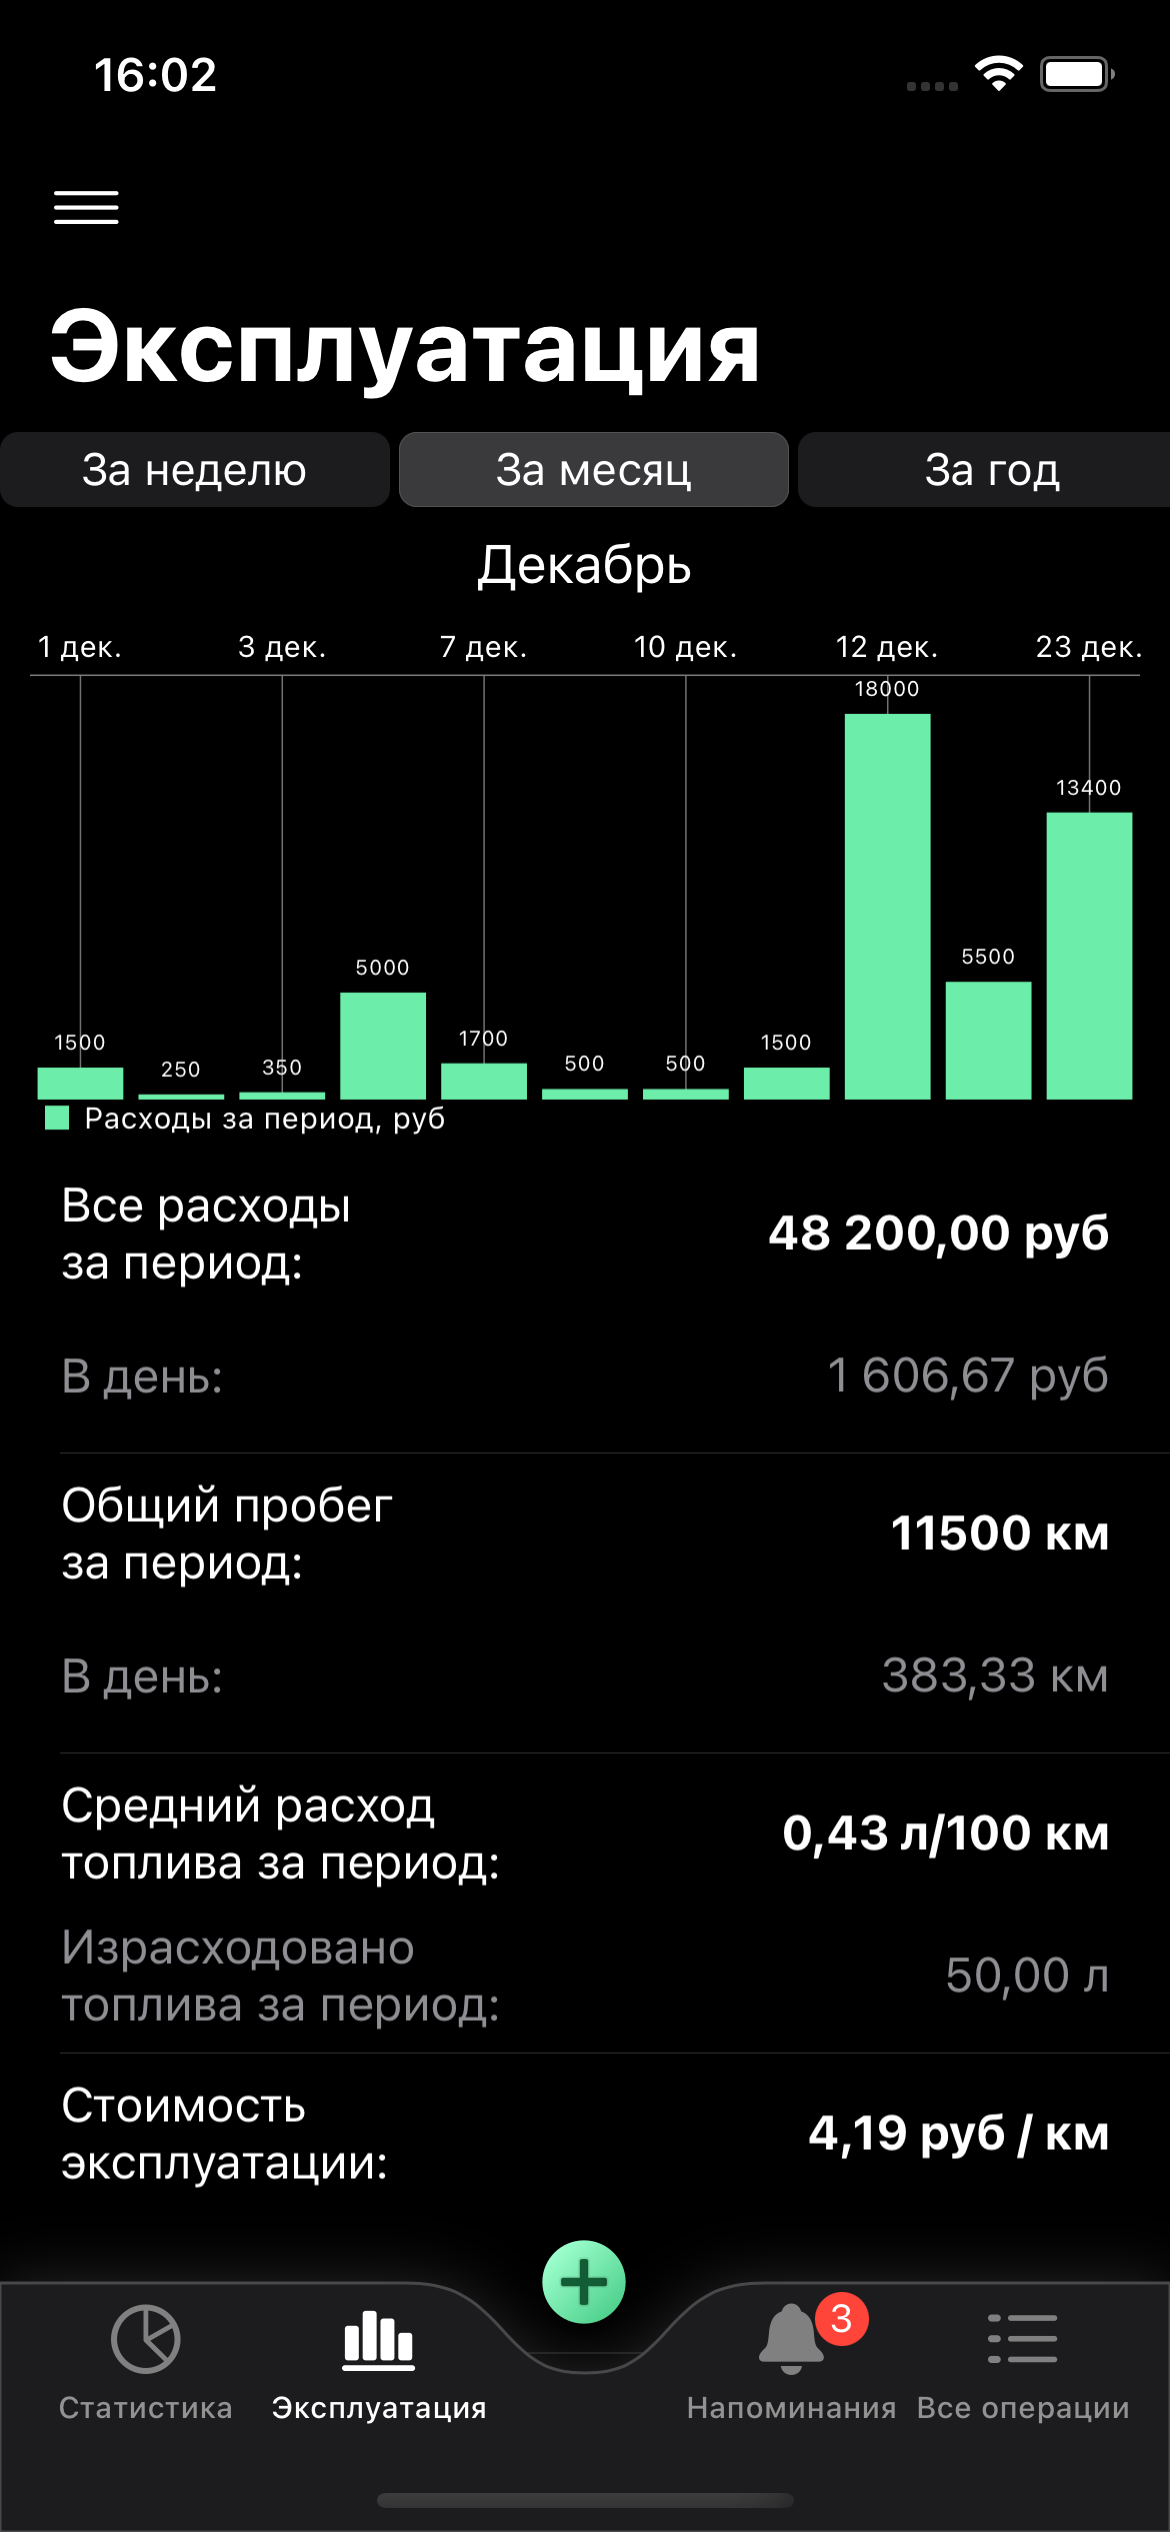 16:02
Эксплуатация
За неделю За месяц За год
Декабрь
1 дек. 3 дек. 7 дек. 10 дек. 12 дек. 23 дек.
1500 250 350 5000 1700 500 500 1500 18000 5500 13400
Расходы за период, руб
Все расходы
за период:
48 200,00 руб
В день: 1 606,67 руб
Общий пробег
за период:
11500 км
В день: 383,33 км
Средний расход
топлива за период:
0,43 л/100 км
Израсходовано
топлива за период:
50,00 л
Стоимость
эксплуатации:
4,19 руб / км
3
Статистика Эксплуатация Напоминания Все операции